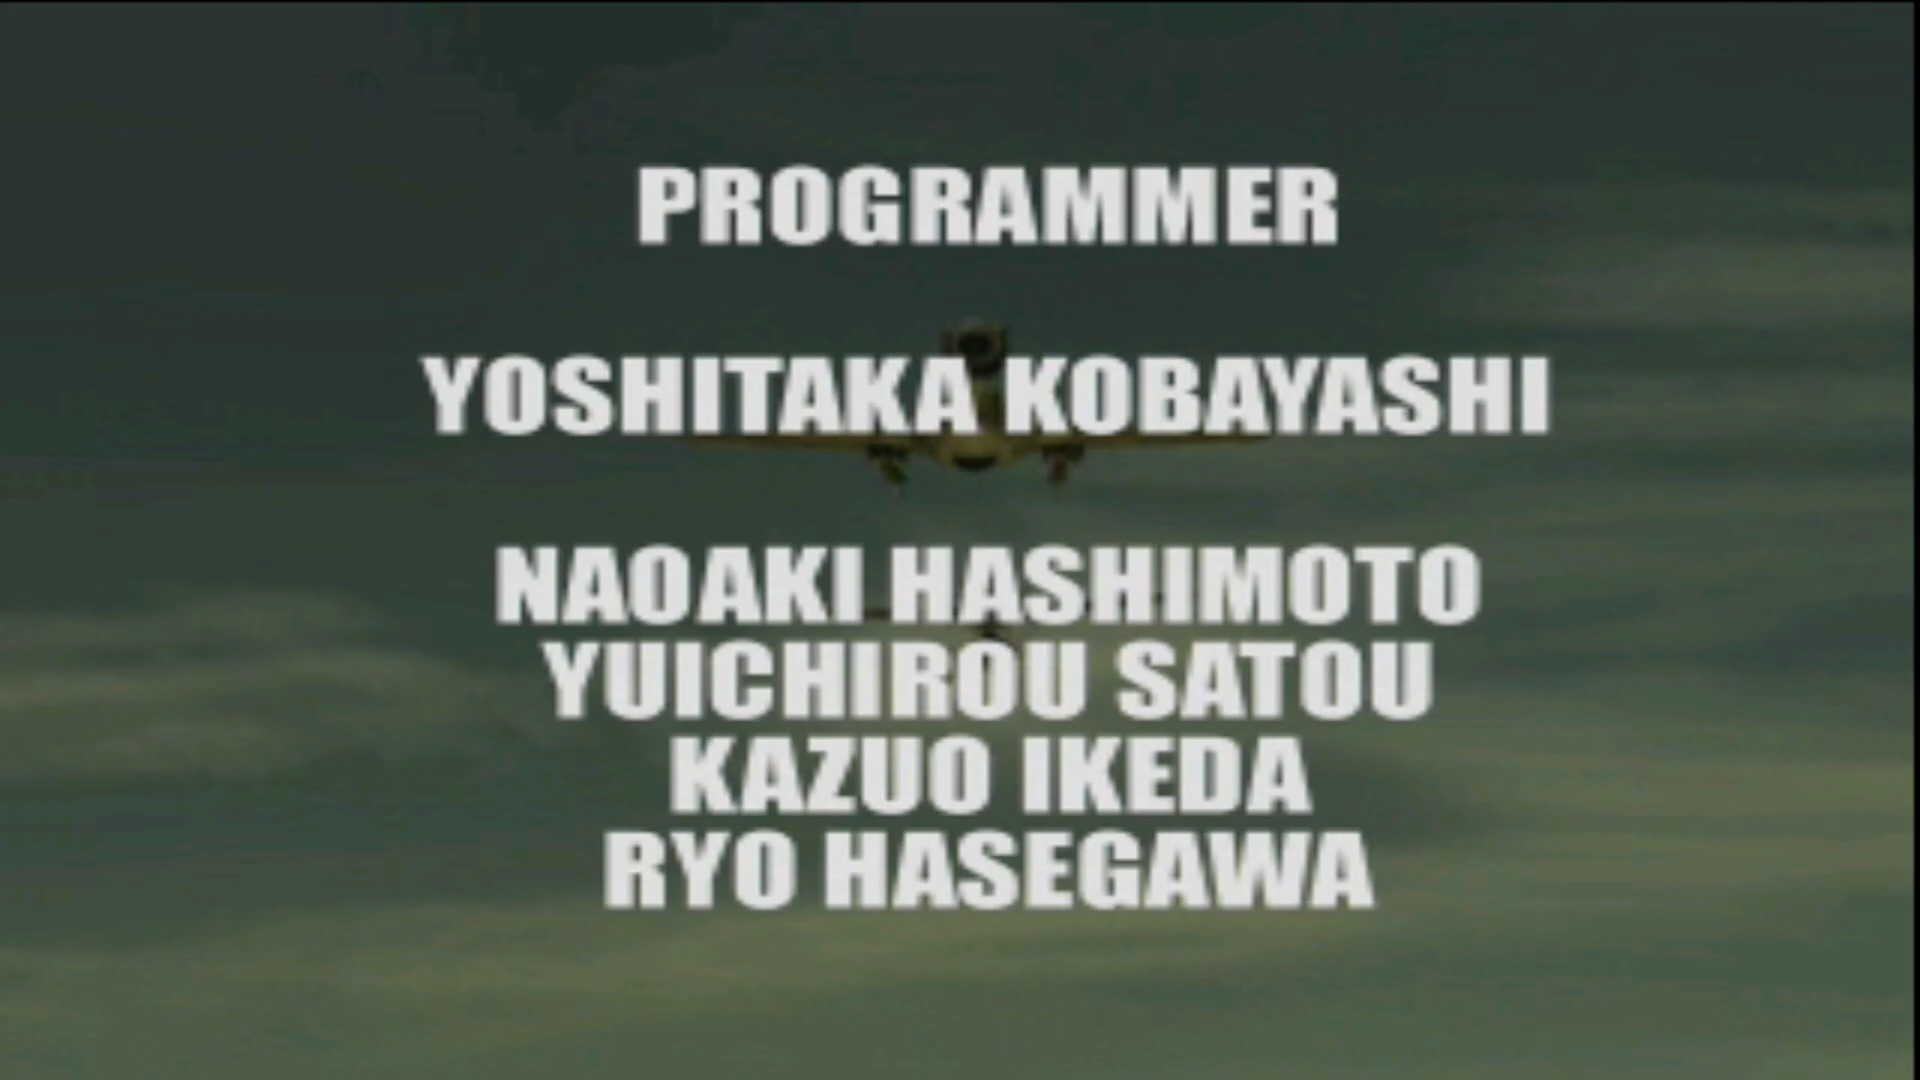 PROGRAMMER
YOSHITAKA KOBAYASHI
NAOAKI HASHIMOTO
YUICHIROU SATOU
KAZUO IKEDA
RYO HASEGAWA